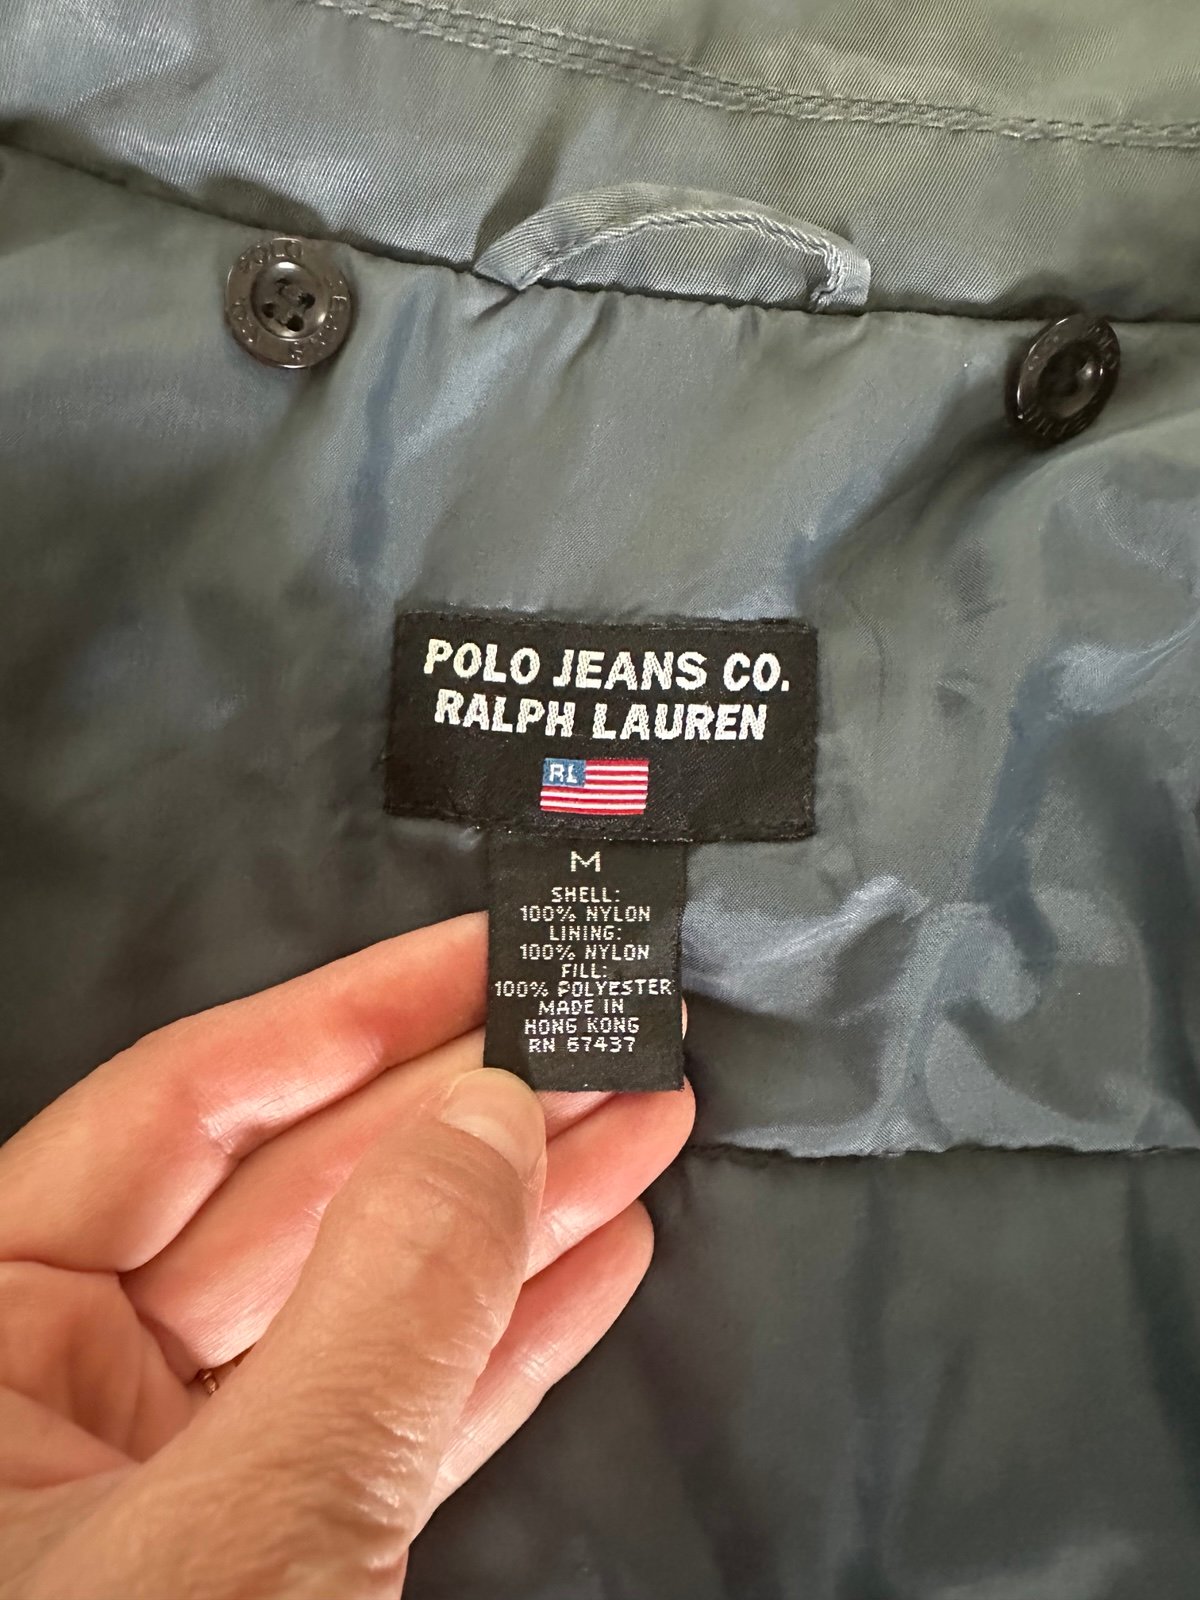 POLO
POLO JEANS CO.
RALPH LAUREN
RL
M
SHELL:
100% NYLON
LINING:
100% NYLON
FILL:
100% POLYESTER
MADE IN
HONG KONG
RN 67437